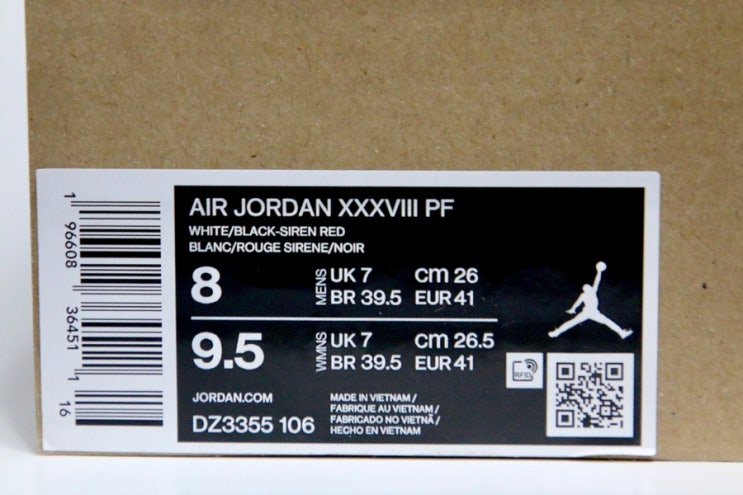 1 96608 36451 1 16
AIR JORDAN XXXVIII PF
WHITE/BLACK-SIREN RED
BLANC/ROUGE SIRENE/NOIR
8 MENS UK 7 cm 26
BR 39.5 EUR 41
9.5 WMNS UK 7 cm 26.5
BR 39.5 EUR 41
RFID
JORDAN.COM
DZ3355 106
MADE IN VIETNAM /
FABRIQUE AU VIETNAM /
FABRICADO NO VIETNÃ /
HECHO EN VIETNAM